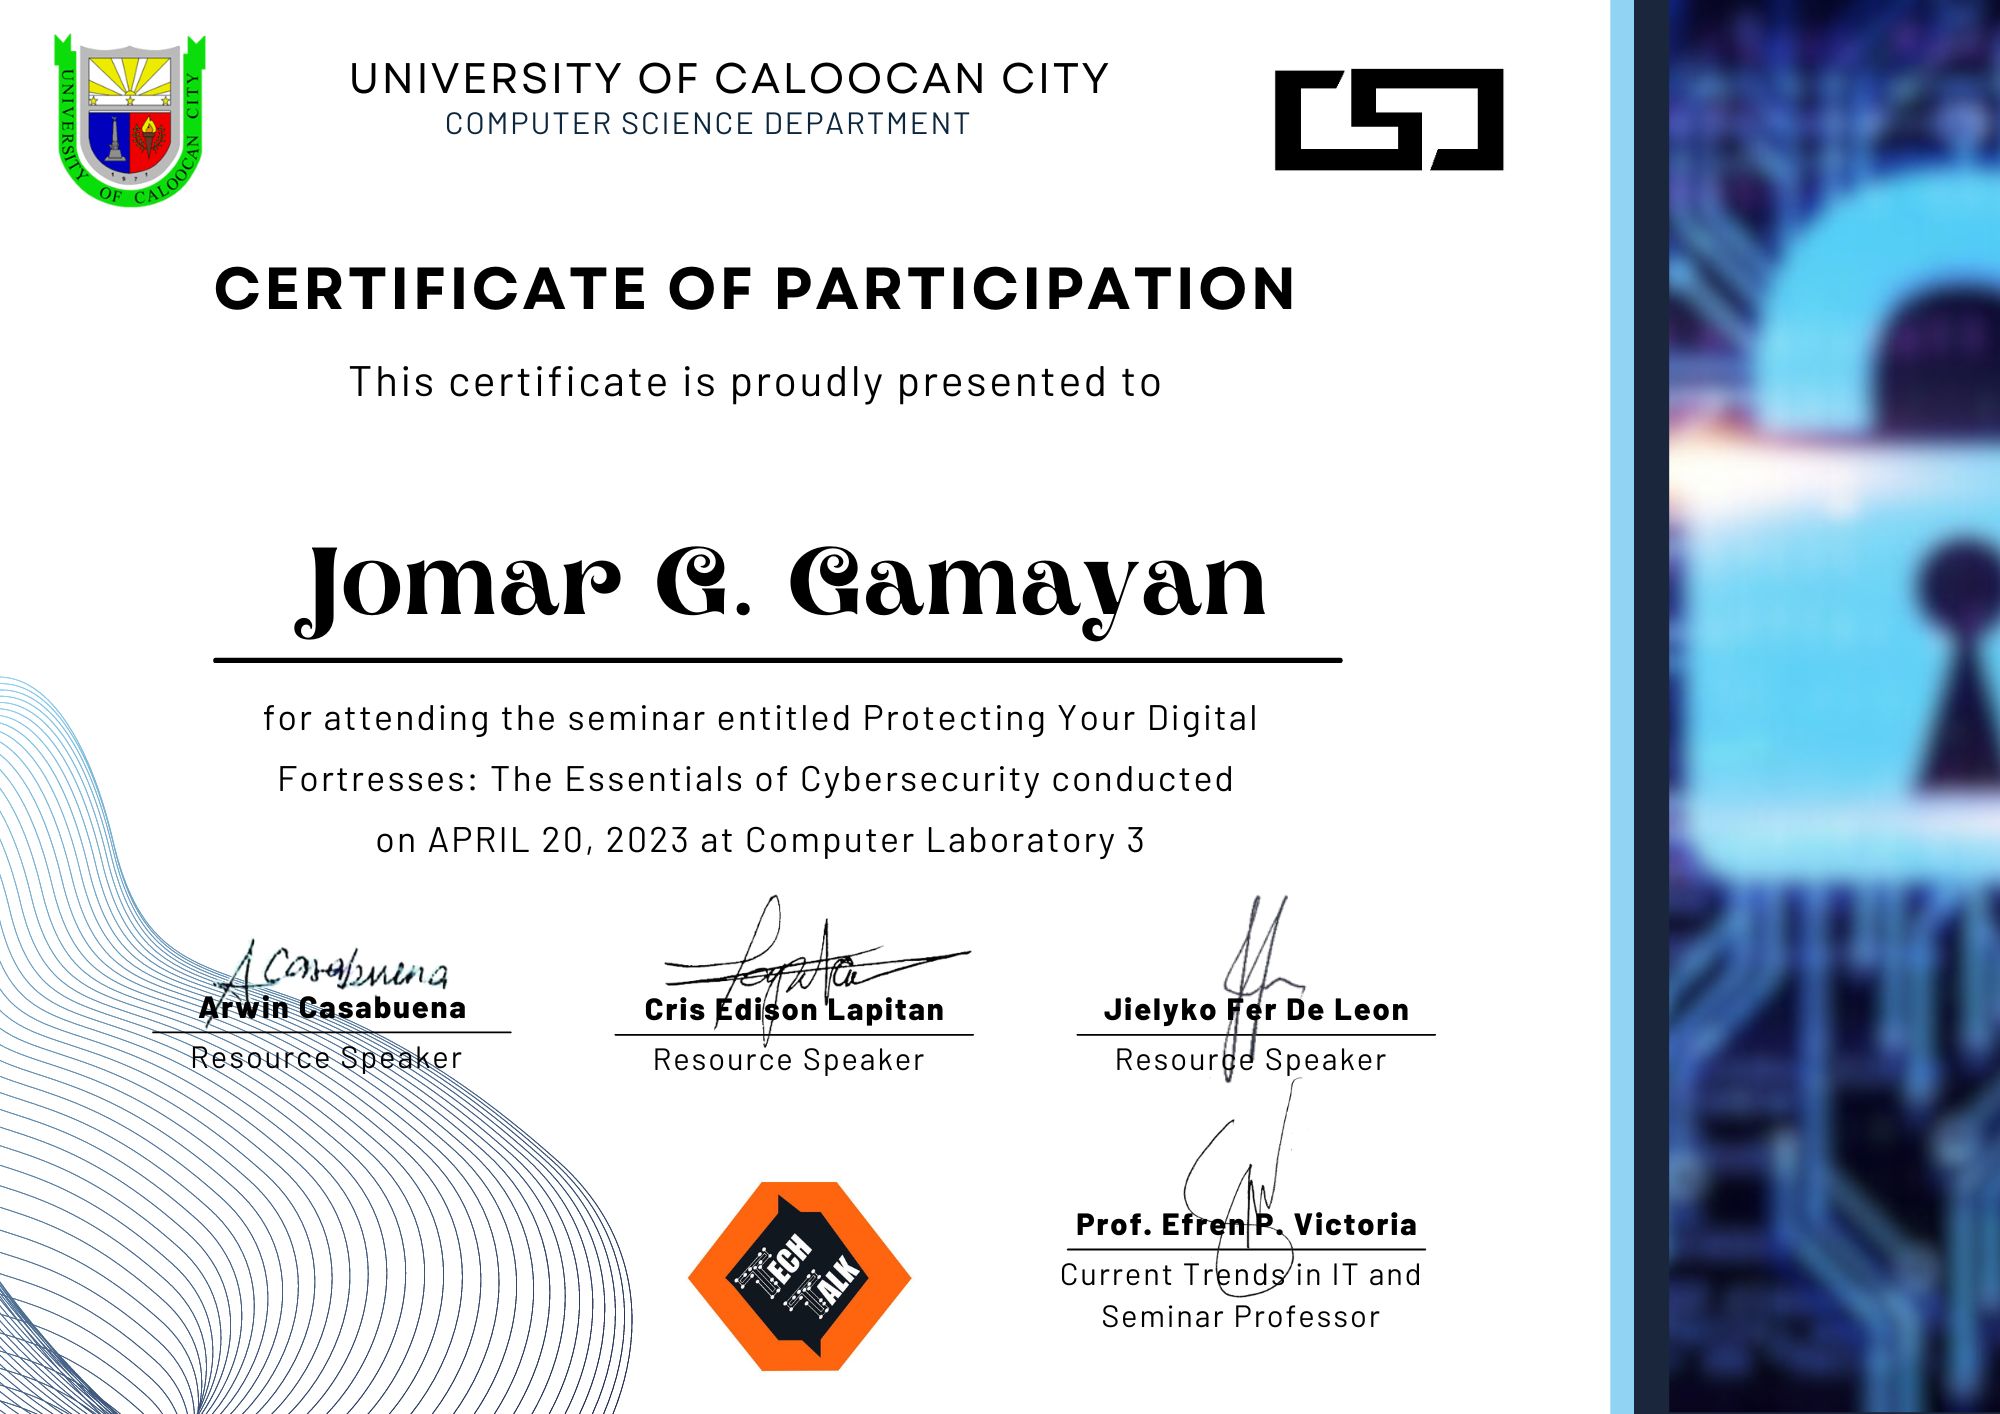 UNIVERSITY OF CALOOCAN CITY
1971
UNIVERSITY OF CALOOCAN CITY
COMPUTER SCIENCE DEPARTMENT
CSD
CERTIFICATE OF PARTICIPATION
This certificate is proudly presented to
Jomar G. Gamayan
for attending the seminar entitled Protecting Your Digital
Fortresses: The Essentials of Cybersecurity conducted
on APRIL 20, 2023 at Computer Laboratory 3
A Casabuena
Arwin Casabuena
Resource Speaker
Cris Edison Lapitan
Resource Speaker
Jielyko Fer De Leon
Resource Speaker
TECH
TALK
Prof. Efren P. Victoria
Current Trends in IT and
Seminar Professor